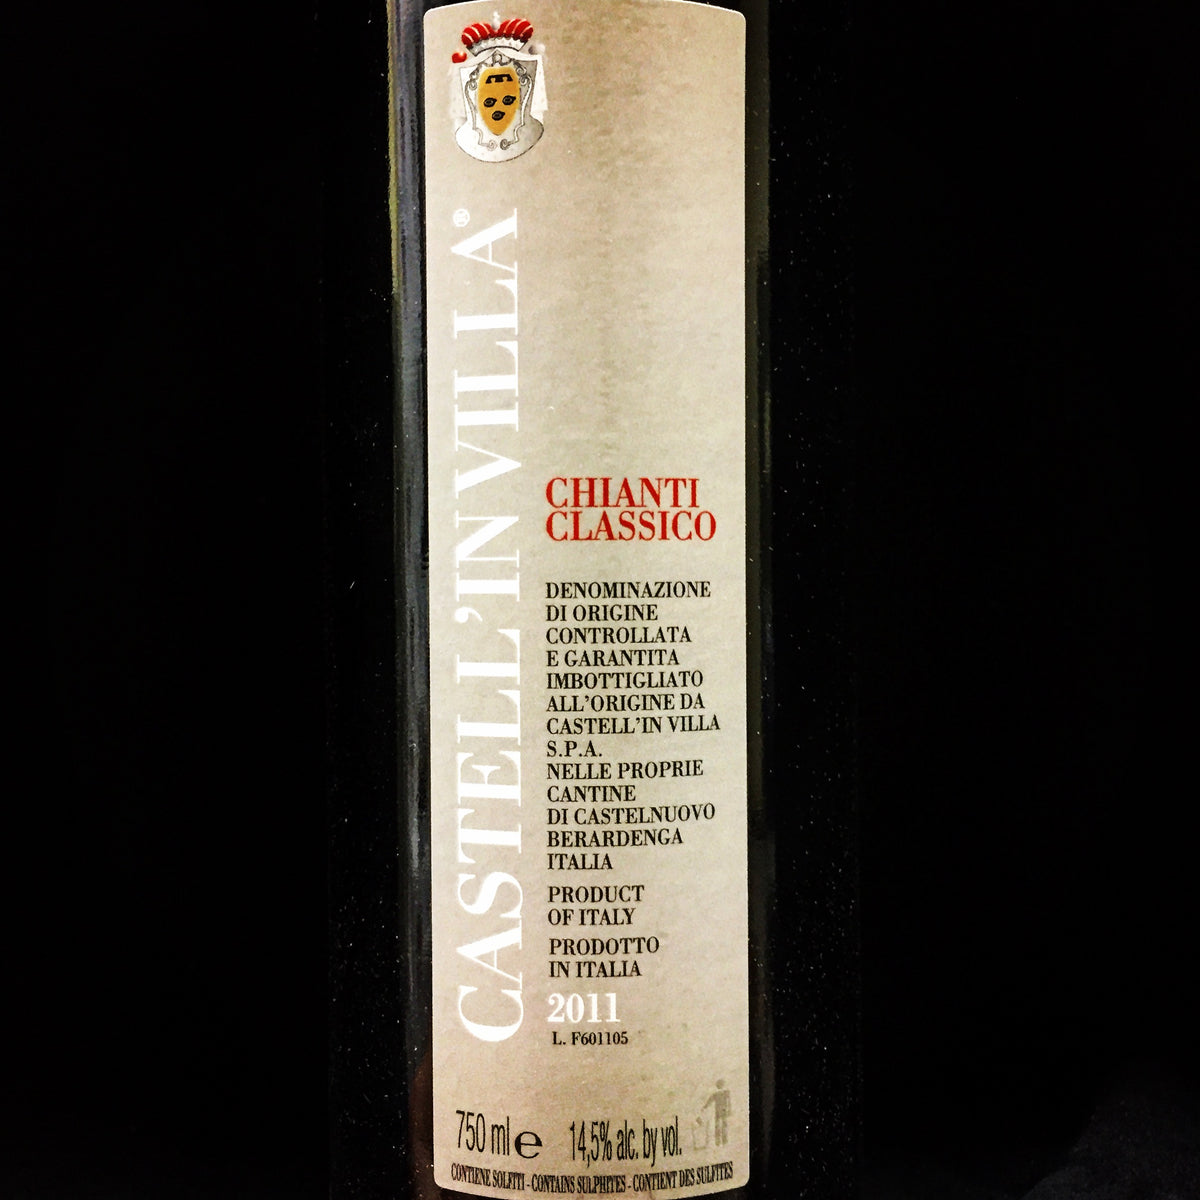 CASTELL'IN VILLA®
CHIANTI
CLASSICO
DENOMINAZIONE
DI ORIGINE
CONTROLLATA
E GARANTITA
IMBOTTIGLIATO
ALL'ORIGINE DA
CASTELL'IN VILLA
S.P.A.
NELLE PROPRIE
CANTINE
DI CASTELNUOVO
BERARDENGA
ITALIA
PRODUCT
OF ITALY
PRODOTTO
IN ITALIA
2011
L. F601105
750 ml e 14,5% alc. by vol.
CONTIENE SOLFITI - CONTAINS SULPHITES - CONTIENT DES SULFITES